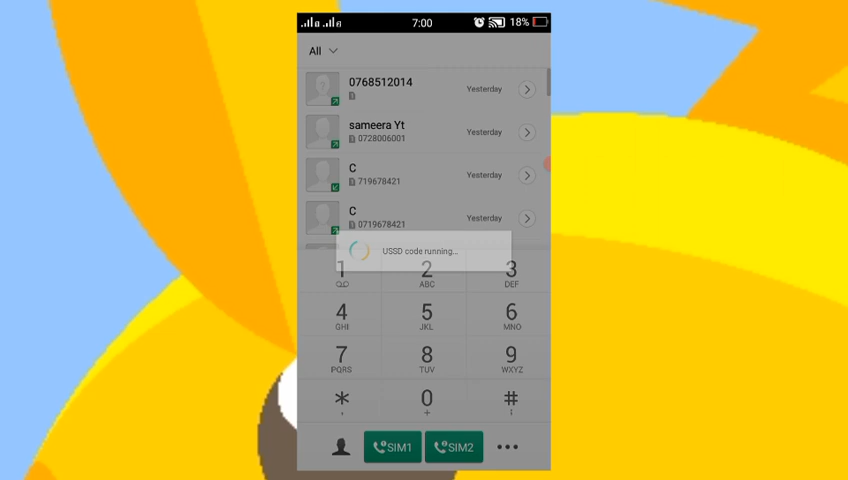 7:00 18%
All
0768512014
Yesterday
sameera Yt
0728006001
Yesterday
C
719678421
Yesterday
C
0719678421
Yesterday
USSD code running...
1 2 3
ABC DEF
4 5 6
GHI JKL MNO
7 8 9
PQRS TUV WXYZ
* 0 #
, + ;
SIM1 SIM2